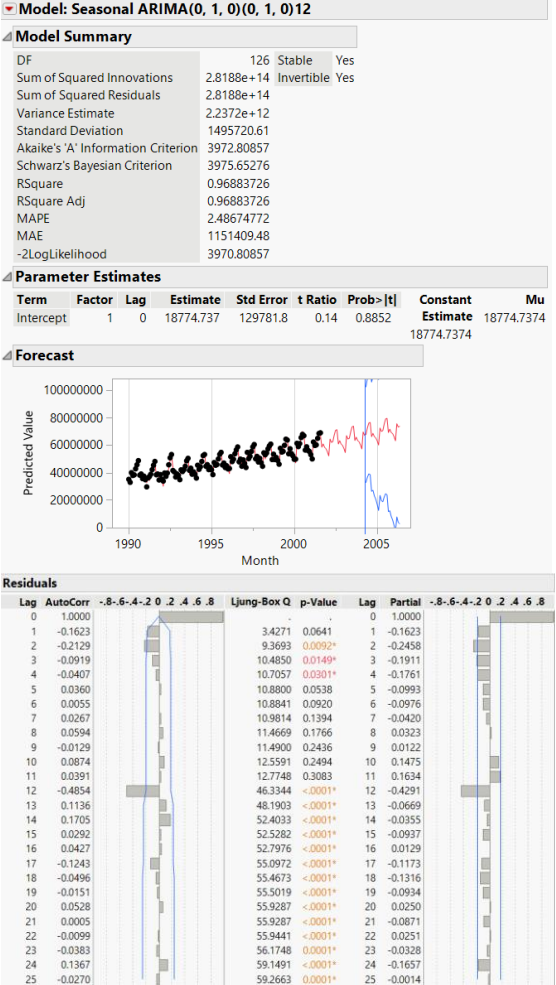 Model: Seasonal ARIMA(0, 1, 0)(0, 1, 0)12
Model Summary
DF 126 Stable Yes
Sum of Squared Innovations 2.8188e+14 Invertible Yes
Sum of Squared Residuals 2.8188e+14
Variance Estimate 2.2372e+12
Standard Deviation 1495720.61
Akaike's 'A' Information Criterion 3972.80857
Schwarz's Bayesian Criterion 3975.65276
RSquare 0.96883726
RSquare Adj 0.96883726
MAPE 2.48674772
MAE 1151409.48
-2LogLikelihood 3970.80857
Parameter Estimates
Term Factor Lag Estimate Std Error t Ratio Prob>|t| Constant Estimate Mu
Intercept 1 0 18774.737 129781.8 0.14 0.8852 18774.7374 18774.7374
Forecast
Predicted Value
100000000
80000000
60000000
40000000
20000000
0
1990 1995 2000 2005
Month
Residuals
Lag AutoCorr -.8-.6-.4-.2 0 .2 .4 .6 .8 Ljung-Box Q p-Value Lag Partial -.8-.6-.4-.2 0 .2 .4 .6 .8
0 1.0000 . . 0 1.0000
1 -0.1623 3.4271 0.0641 1 -0.1623
2 -0.2129 9.3693 0.0092* 2 -0.2458
3 -0.0919 10.4850 0.0149* 3 -0.1911
4 -0.0407 10.7057 0.0301* 4 -0.1761
5 0.0360 10.8800 0.0538 5 -0.0993
6 0.0055 10.8841 0.0920 6 -0.0976
7 0.0267 10.9814 0.1394 7 -0.0420
8 0.0594 11.4669 0.1766 8 0.0323
9 -0.0129 11.4900 0.2436 9 0.0122
10 0.0874 12.5591 0.2494 10 0.1475
11 0.0391 12.7748 0.3083 11 0.1634
12 -0.4854 46.3344 <.0001* 12 -0.4291
13 0.1136 48.1903 <.0001* 13 -0.0669
14 0.1705 52.4033 <.0001* 14 -0.0355
15 0.0292 52.5282 <.0001* 15 -0.0937
16 0.0427 52.7976 <.0001* 16 0.0129
17 -0.1243 55.0972 <.0001* 17 -0.1173
18 -0.0496 55.4673 <.0001* 18 -0.1316
19 -0.0151 55.5019 <.0001* 19 -0.0934
20 0.0528 55.9287 <.0001* 20 0.0250
21 0.0005 55.9287 <.0001* 21 -0.0871
22 -0.0099 55.9441 <.0001* 22 0.0251
23 -0.0383 56.1748 0.0001* 23 -0.0328
24 0.1367 59.1491 <.0001* 24 -0.1657
25 -0.0270 59.2663 0.0001* 25 -0.0014